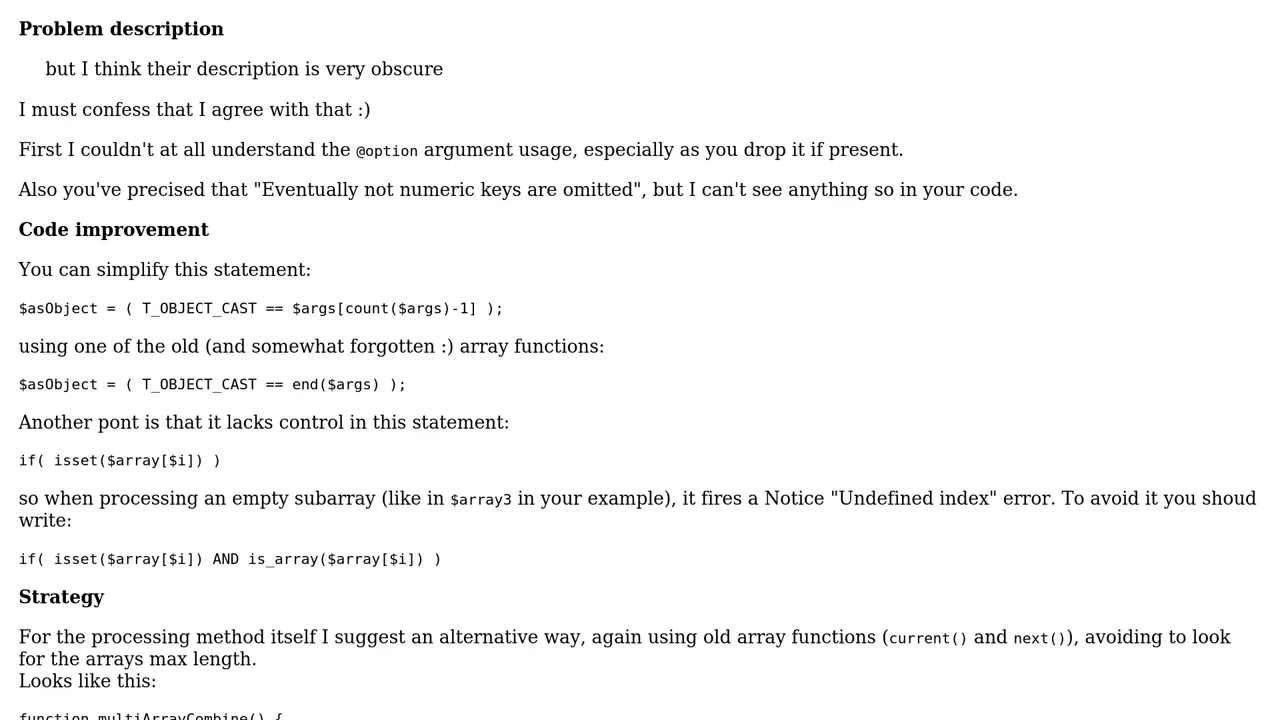 Problem description
but I think their description is very obscure
I must confess that I agree with that :)
First I couldn't at all understand the @option argument usage, especially as you drop it if present.
Also you've precised that "Eventually not numeric keys are omitted", but I can't see anything so in your code.
Code improvement
You can simplify this statement:
$asObject = ( T_OBJECT_CAST == $args[count($args)-1] );
using one of the old (and somewhat forgotten :) array functions:
$asObject = ( T_OBJECT_CAST == end($args) );
Another pont is that it lacks control in this statement:
if( isset($array[$i]) )
so when processing an empty subarray (like in $array3 in your example), it fires a Notice "Undefined index" error. To avoid it you shoud
write:
if( isset($array[$i]) AND is_array($array[$i]) )
Strategy
For the processing method itself I suggest an alternative way, again using old array functions (current() and next()), avoiding to look
for the arrays max length.
Looks like this:
function multiArrayCombine() {